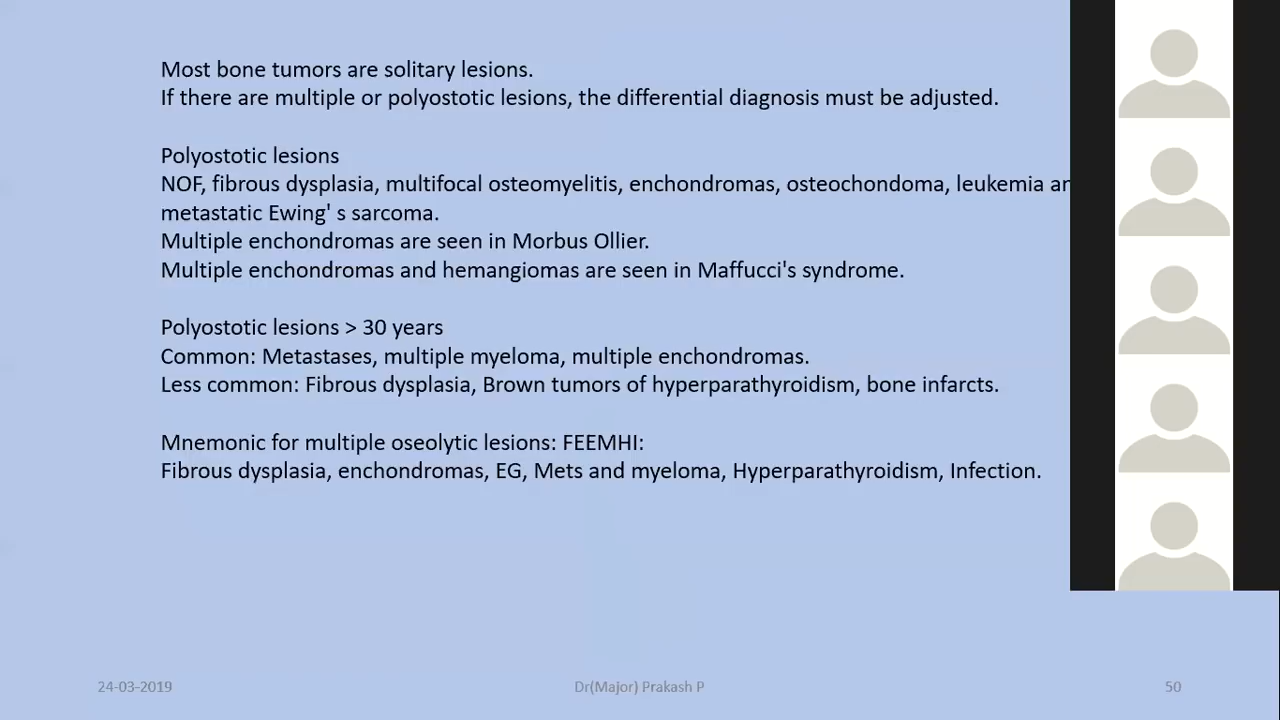 Most bone tumors are solitary lesions.
If there are multiple or polyostotic lesions, the differential diagnosis must be adjusted.
Polyostotic lesions
NOF, fibrous dysplasia, multifocal osteomyelitis, enchondromas, osteochondoma, leukemia
metastatic Ewing' s sarcoma.
Multiple enchondromas are seen in Morbus Ollier.
Multiple enchondromas and hemangiomas are seen in Maffucci's syndrome.
Polyostotic lesions > 30 years
Common: Metastases, multiple myeloma, multiple enchondromas.
Less common: Fibrous dysplasia, Brown tumors of hyperparathyroidism, bone infarcts.
Mnemonic for multiple oseolytic lesions: FEEMHI:
Fibrous dysplasia, enchondromas, EG, Mets and myeloma, Hyperparathyroidism, Infection.
24-03-2019
Dr(Major) Prakash P
50